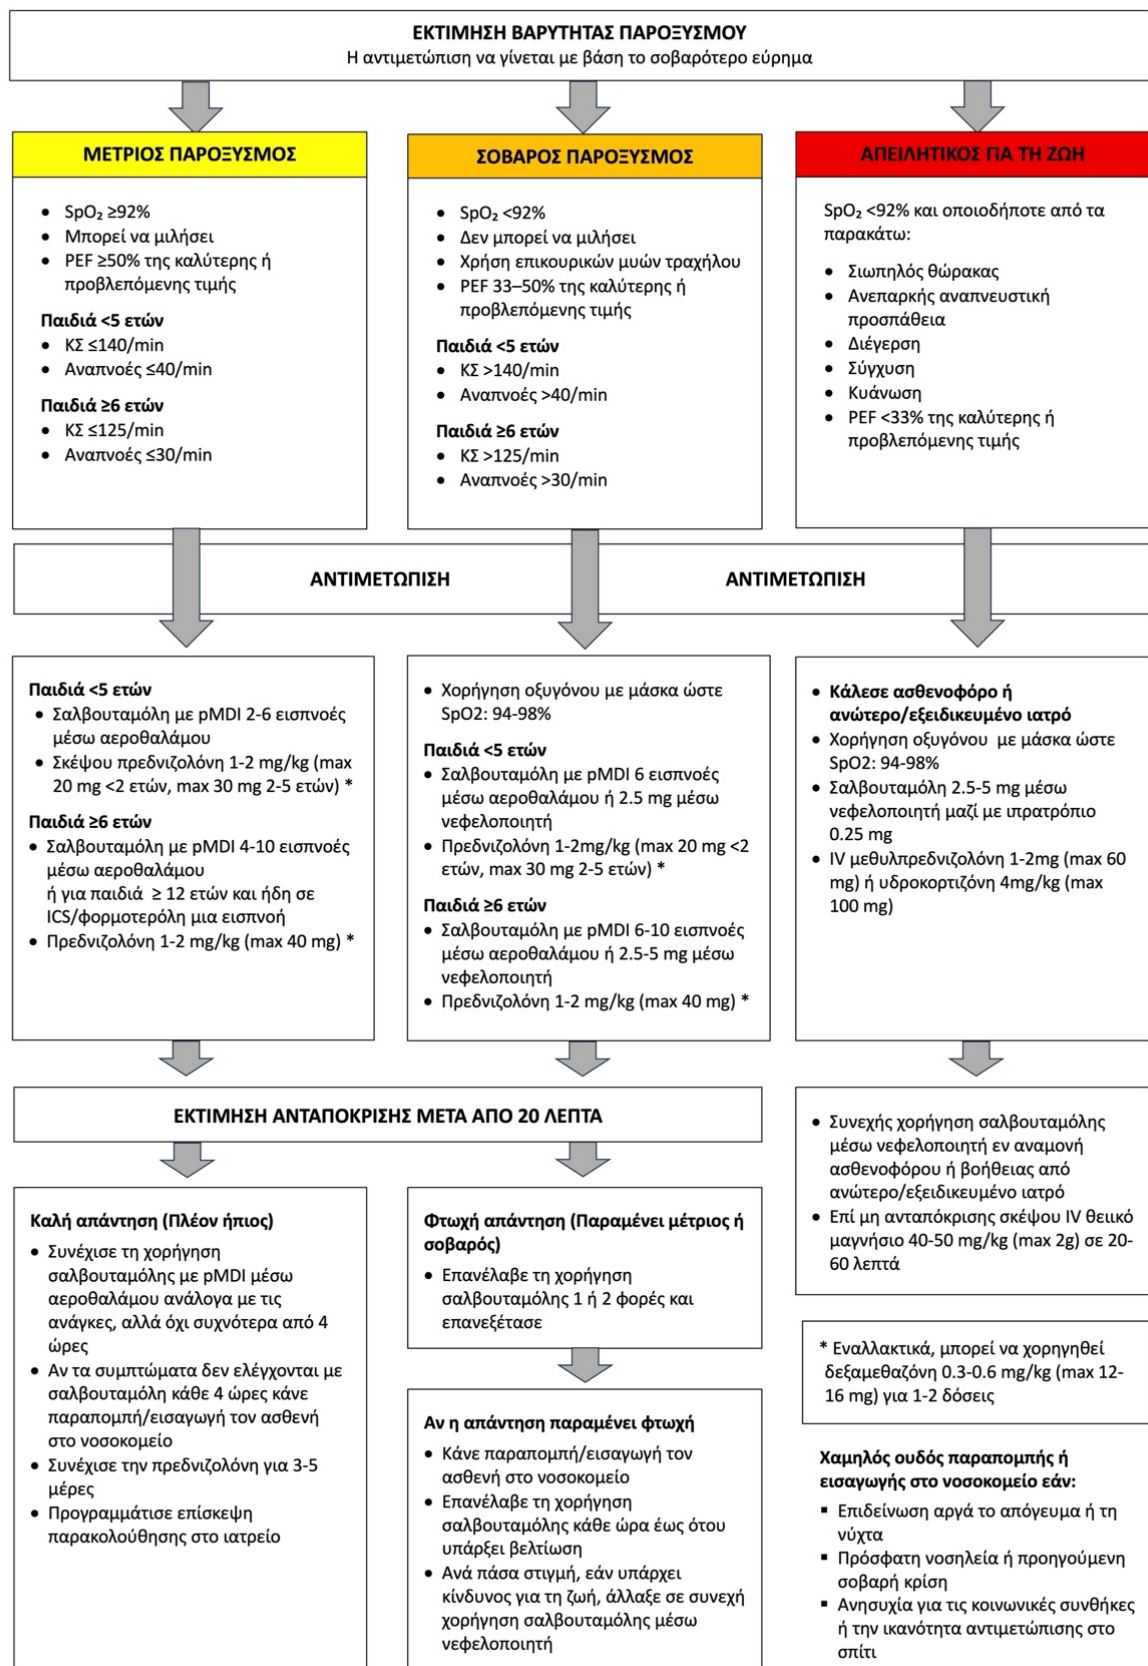 ΕΚΤΙΜΗΣΗ ΒΑΡΥΤΗΤΑΣ ΠΑΡΟΞΥΣΜΟΥ
Η αντιμετώπιση να γίνεται με βάση το σοβαρότερο εύρημα
ΜΕΤΡΙΟΣ ΠΑΡΟΞΥΣΜΟΣ
• SpO₂ ≥92%
• Μπορεί να μιλήσει
• PEF ≥50% της καλύτερης ή
προβλεπόμενης τιμής
Παιδιά <5 ετών
• ΚΣ ≤140/min
• Αναπνοές ≤40/min
Παιδιά ≥6 ετών
• ΚΣ ≤125/min
• Αναπνοές ≤30/min
ΣΟΒΑΡΟΣ ΠΑΡΟΞΥΣΜΟΣ
• SpO₂ <92%
• Δεν μπορεί να μιλήσει
• Χρήση επικουρικών μυών τραχήλου
• PEF 33–50% της καλύτερης ή
προβλεπόμενης τιμής
Παιδιά <5 ετών
• ΚΣ >140/min
• Αναπνοές >40/min
Παιδιά ≥6 ετών
• ΚΣ >125/min
• Αναπνοές >30/min
ΑΠΕΙΛΗΤΙΚΟΣ ΓΙΑ ΤΗ ΖΩΗ
SpO₂ <92% και οποιοδήποτε από τα
παρακάτω:
• Σιωπηλός θώρακας
• Ανεπαρκής αναπνευστική
προσπάθεια
• Διέγερση
• Σύγχυση
• Κυάνωση
• PEF <33% της καλύτερης ή
προβλεπόμενης τιμής
ΑΝΤΙΜΕΤΩΠΙΣΗ
ΑΝΤΙΜΕΤΩΠΙΣΗ
Παιδιά <5 ετών
• Σαλβουταμόλη με pMDI 2-6 εισπνοές
μέσω αεροθαλάμου
• Σκέψου πρεδνιζολόνη 1-2 mg/kg (max
20 mg <2 ετών, max 30 mg 2-5 ετών) *
Παιδιά ≥6 ετών
• Σαλβουταμόλη με pMDI 4-10 εισπνοές
μέσω αεροθαλάμου
ή για παιδιά ≥ 12 ετών και ήδη σε
ICS/φορμοτερόλη μια εισπνοή
• Πρεδνιζολόνη 1-2 mg/kg (max 40 mg) *
• Χορήγηση οξυγόνου με μάσκα ώστε
SpO2: 94-98%
Παιδιά <5 ετών
• Σαλβουταμόλη με pMDI 6 εισπνοές
μέσω αεροθαλάμου ή 2.5 mg μέσω
νεφελοποιητή
• Πρεδνιζολόνη 1-2mg/kg (max 20 mg <2
ετών, max 30 mg 2-5 ετών) *
Παιδιά ≥6 ετών
• Σαλβουταμόλη με pMDI 6-10 εισπνοές
μέσω αεροθαλάμου ή 2.5-5 mg μέσω
νεφελοποιητή
• Πρεδνιζολόνη 1-2 mg/kg (max 40 mg) *
• Κάλεσε ασθενοφόρο ή
ανώτερο/εξειδικευμένο ιατρό
• Χορήγηση οξυγόνου με μάσκα ώστε
SpO2: 94-98%
• Σαλβουταμόλη 2.5-5 mg μέσω
νεφελοποιητή μαζί με ιπρατρόπιο
0.25 mg
• IV μεθυλπρεδνιζολόνη 1-2mg (max 60
mg) ή υδροκορτιζόνη 4mg/kg (max
100 mg)
ΕΚΤΙΜΗΣΗ ΑΝΤΑΠΟΚΡΙΣΗΣ ΜΕΤΑ ΑΠΟ 20 ΛΕΠΤΑ
Καλή απάντηση (Πλέον ήπιος)
• Συνέχισε τη χορήγηση
σαλβουταμόλης με pMDI μέσω
αεροθαλάμου ανάλογα με τις
ανάγκες, αλλά όχι συχνότερα από 4
ώρες
• Αν τα συμπτώματα δεν ελέγχονται με
σαλβουταμόλη κάθε 4 ώρες κάνε
παραπομπή/εισαγωγή τον ασθενή
στο νοσοκομείο
• Συνέχισε την πρεδνιζολόνη για 3-5
μέρες
• Προγραμμάτισε επίσκεψη
παρακολούθησης στο ιατρείο
Φτωχή απάντηση (Παραμένει μέτριος ή
σοβαρός)
• Επανέλαβε τη χορήγηση
σαλβουταμόλης 1 ή 2 φορές και
επανεξέτασε
Αν η απάντηση παραμένει φτωχή
• Κάνε παραπομπή/εισαγωγή τον
ασθενή στο νοσοκομείο
• Επανέλαβε τη χορήγηση
σαλβουταμόλης κάθε ώρα έως ότου
υπάρξει βελτίωση
• Ανά πάσα στιγμή, εάν υπάρχει
κίνδυνος για τη ζωή, άλλαξε σε συνεχή
χορήγηση σαλβουταμόλης μέσω
νεφελοποιητή
• Συνεχής χορήγηση σαλβουταμόλης
μέσω νεφελοποιητή εν αναμονή
ασθενοφόρου ή βοήθειας από
ανώτερο/εξειδικευμένο ιατρό
• Επί μη ανταπόκρισης σκέψου IV θειικό
μαγνήσιο 40-50 mg/kg (max 2g) σε 20-
60 λεπτά
* Εναλλακτικά, μπορεί να χορηγηθεί
δεξαμεθαζόνη 0.3-0.6 mg/kg (max 12-
16 mg) για 1-2 δόσεις
Χαμηλός ουδός παραπομπής ή
εισαγωγής στο νοσοκομείο εάν:
▪ Επιδείνωση αργά το απόγευμα ή τη
νύχτα
▪ Πρόσφατη νοσηλεία ή προηγούμενη
σοβαρή κρίση
▪ Ανησυχία για τις κοινωνικές συνθήκες
ή την ικανότητα αντιμετώπισης στο
σπίτι